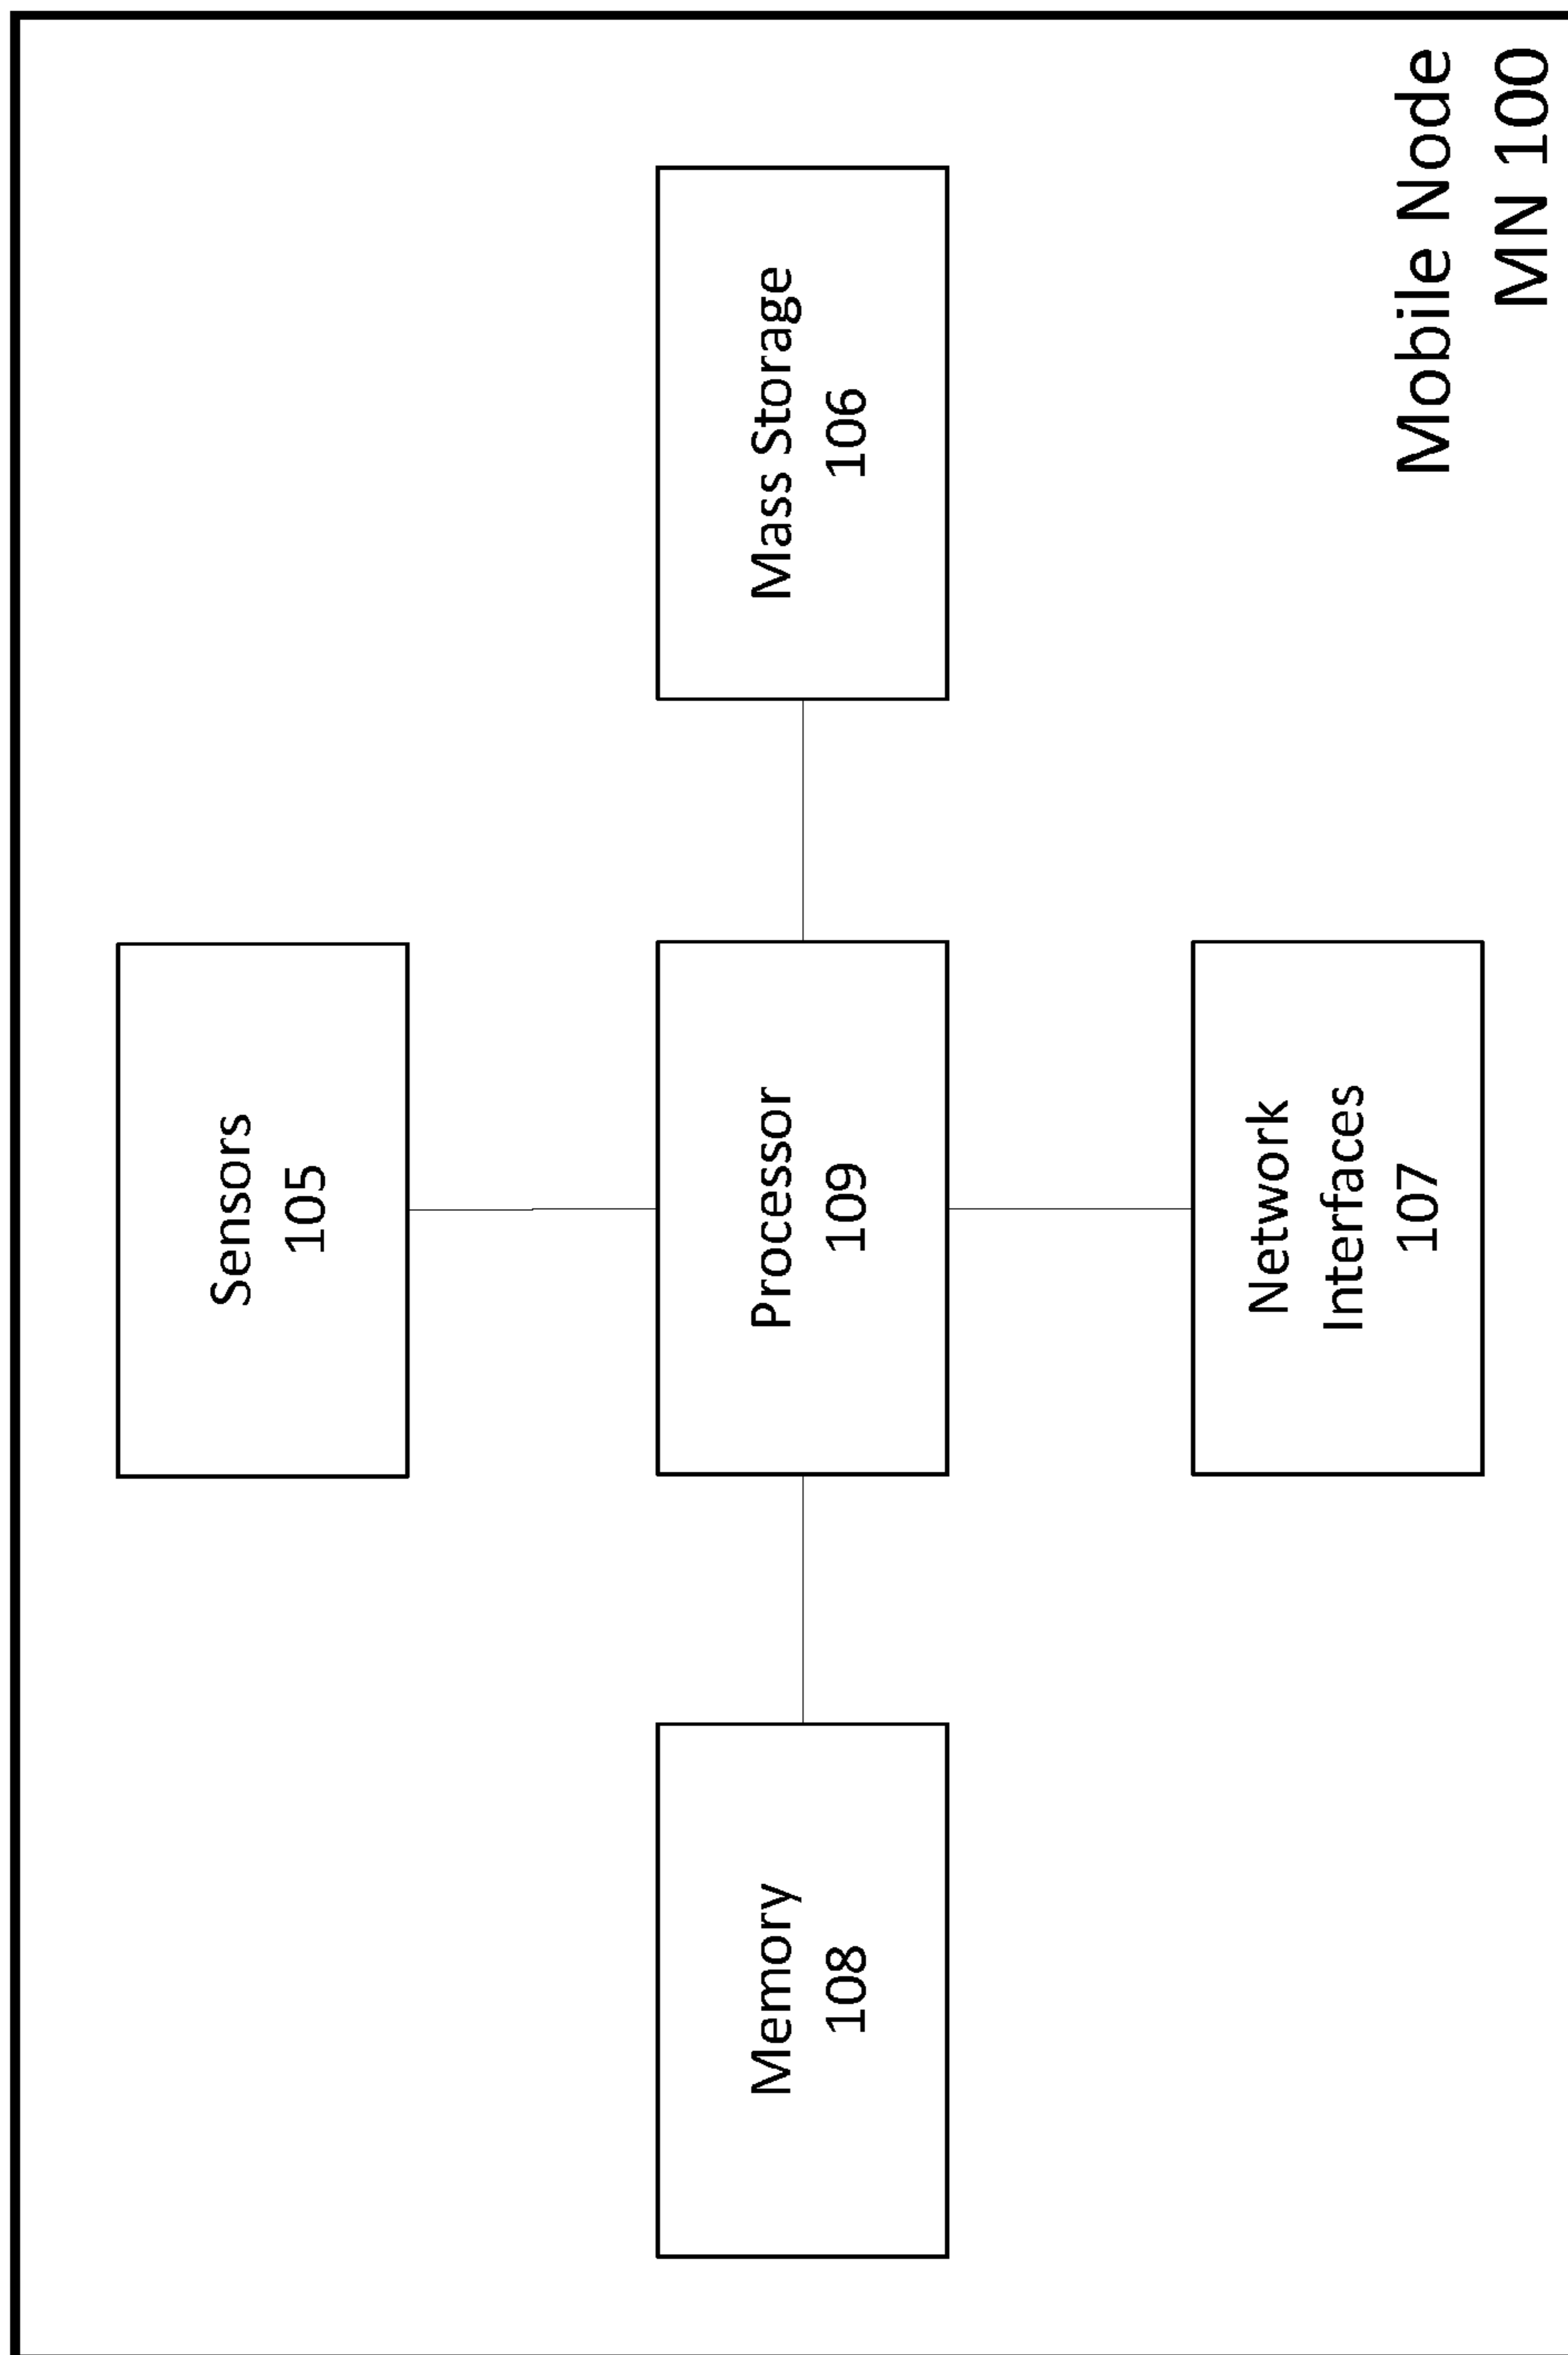 Sensors
105
Memory
108
Processor
109
Mass Storage
106
Network
Interfaces
107
Mobile Node
MN 100